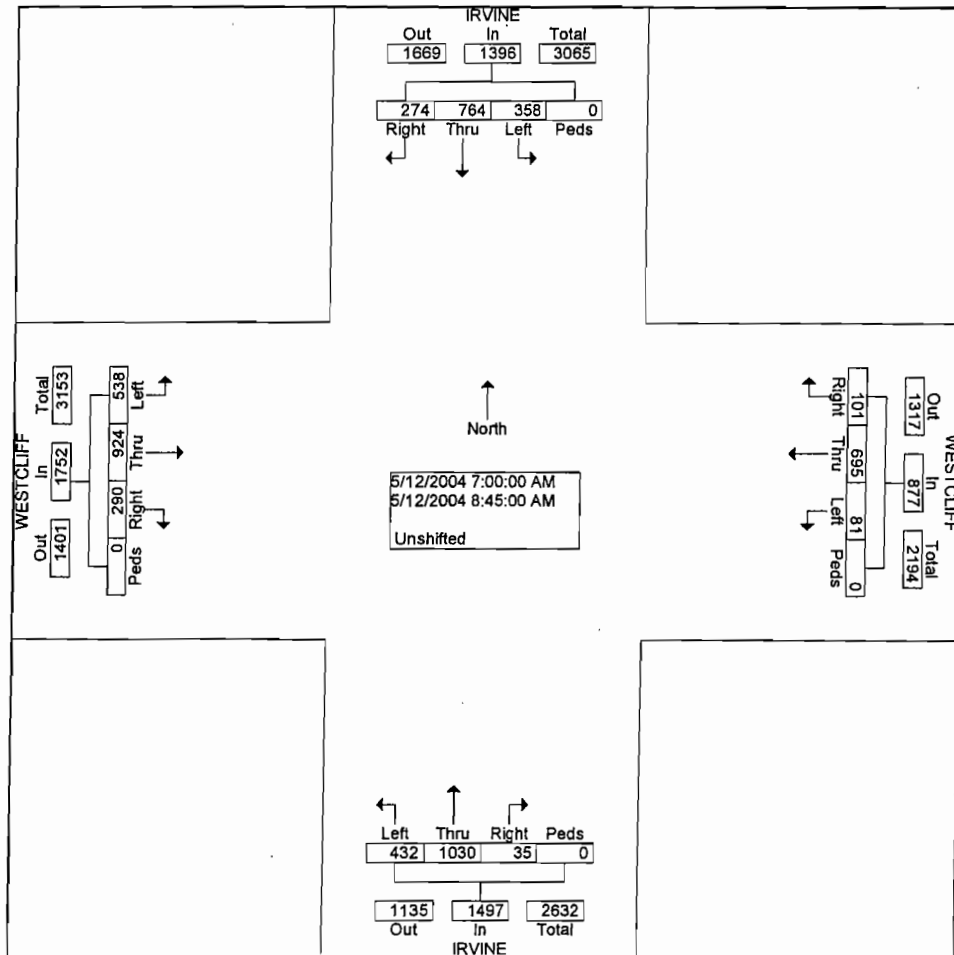 IRVINE
Out In Total
1669 1396 3065
274 764 358 0
Right Thru Left Peds
WESTCLIFF
Total In Out
3153 1752 1401
538 924 290 0
Left Thru Right Peds
North
5/12/2004 7:00:00 AM
5/12/2004 8:45:00 AM
Unshifted
Right Thru Left Peds
101 695 81 0
Out In Total
1317 877 2194
WESTCLIFF
Left Thru Right Peds
432 1030 35 0
1135 1497 2632
Out In Total
IRVINE